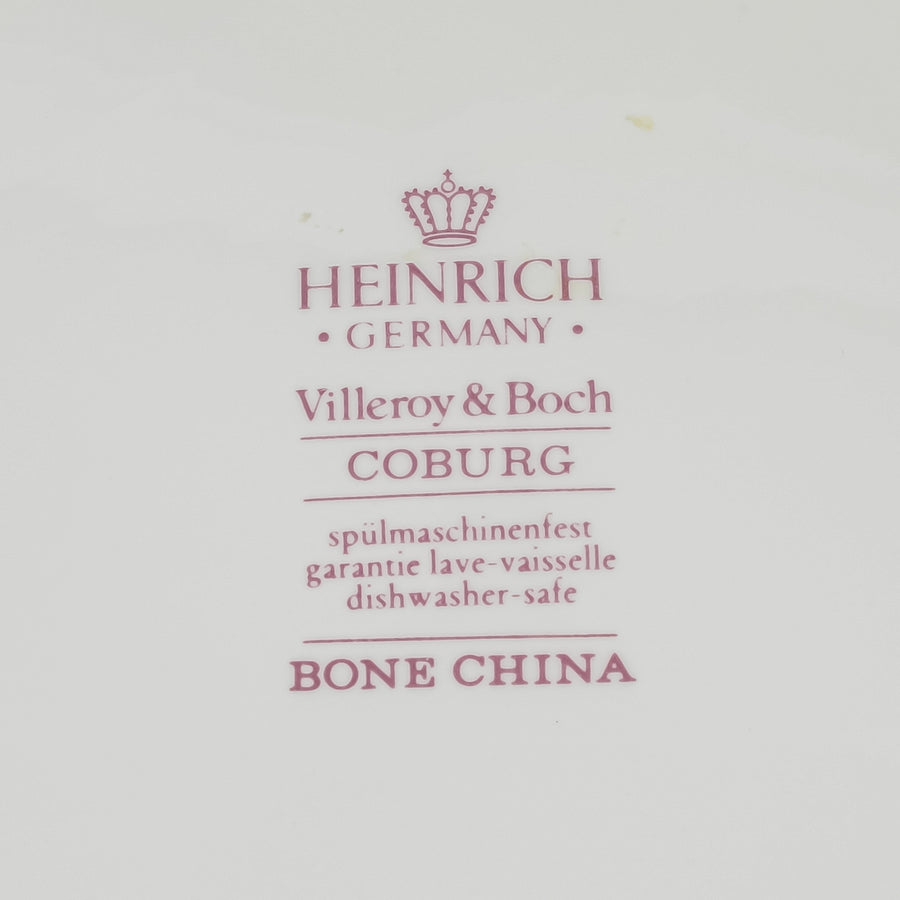 HEINRICH
• GERMANY •
Villeroy & Boch
COBURG
spülmaschinenfest
garantie lave-vaisselle
dishwasher-safe
BONE CHINA